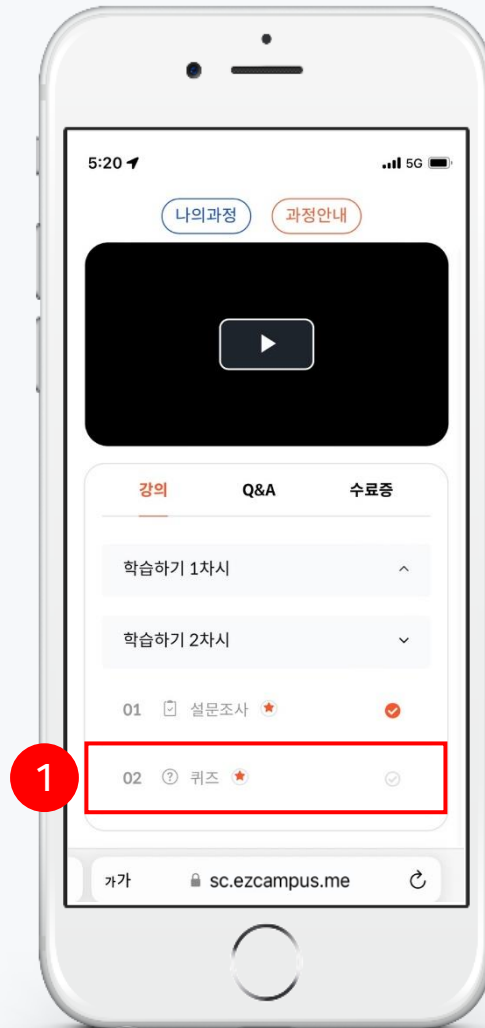 5:20 5G
나의과정 과정안내
강의 Q&A 수료증
학습하기 1차시
학습하기 2차시
01 설문조사
1
02 퀴즈
가가 sc.ezcampus.me